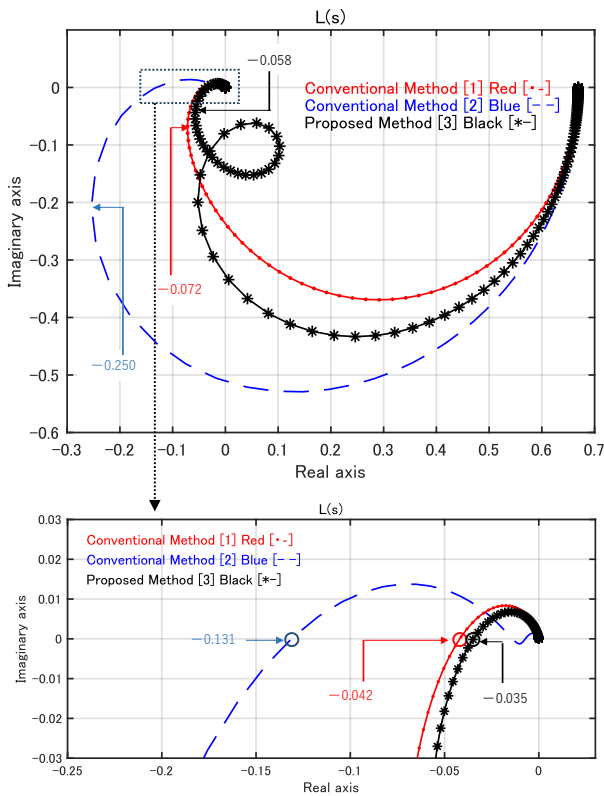 L(s)
0
−0.1
−0.2
−0.3
−0.4
−0.5
−0.6
Imaginary axis
−0.058
Conventional Method [1] Red [・-]
Conventional Method [2] Blue [− −]
Proposed Method [3] Black [*−]
−0.072
−0.250
−0.3 −0.2 −0.1 0 0.1 0.2 0.3 0.4 0.5 0.6 0.7
Real axis
L(s)
0.03
0.02
0.01
0
−0.01
−0.02
−0.03
Imaginary axis
Conventional Method [1] Red [・-]
Conventional Method [2] Blue [− −]
Proposed Method [3] Black [*−]
−0.131
−0.042
−0.035
−0.25 −0.2 −0.15 −0.1 −0.05 0
Real axis